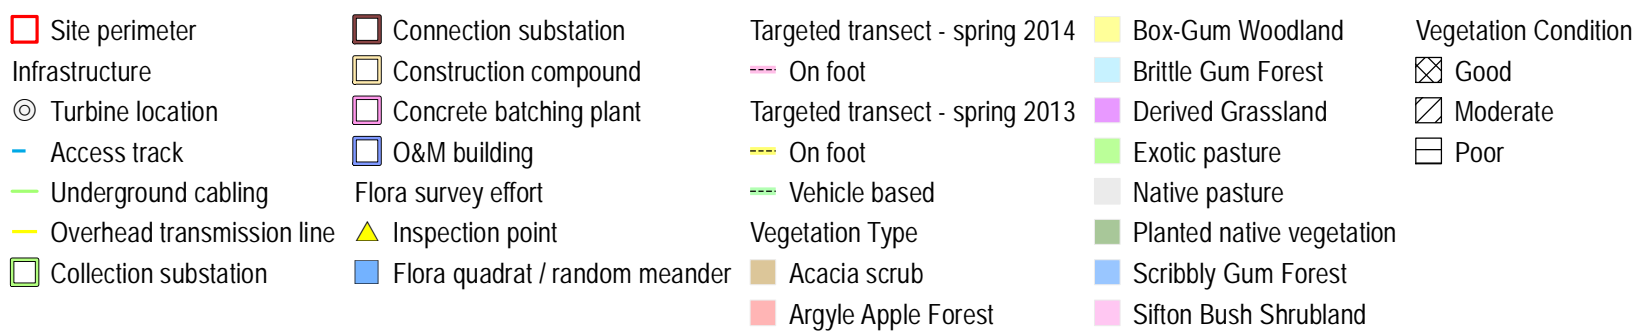 Site perimeter
Infrastructure
Turbine location
Access track
Underground cabling
Overhead transmission line
Collection substation
Connection substation
Construction compound
Concrete batching plant
O&M building
Flora survey effort
Inspection point
Flora quadrat / random meander
Targeted transect - spring 2014
On foot
Targeted transect - spring 2013
On foot
Vehicle based
Vegetation Type
Acacia scrub
Argyle Apple Forest
Box-Gum Woodland
Brittle Gum Forest
Derived Grassland
Exotic pasture
Native pasture
Planted native vegetation
Scribbly Gum Forest
Sifton Bush Shrubland
Vegetation Condition
Good
Moderate
Poor